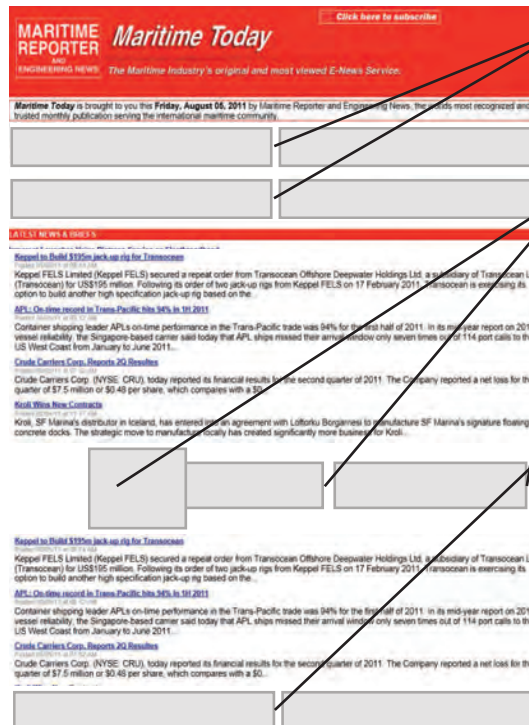 Click here to subscribe
MARITIME
REPORTER
AND
ENGINEERING NEWS
Maritime Today
The Maritime Industry's original and most viewed E-News Service.
Maritime Today is brought to you this Friday, August 05, 2011 by Maritime Reporter and Engineering News, the worlds most recognized and
trusted monthly publication serving the international maritime community.
LATEST NEWS & BRIEFS
Keppel to Build $195m jack-up rig for Transocean
Keppel FELS Limited (Keppel FELS) secured a repeat order from Transocean Offshore Deepwater Holdings Ltd, a subsidiary of Transocean L
(Transocean) for US$195 million. Following its order of two jack-up rigs from Keppel FELS on 17 February 2011, Transocean is exercising its
option to build another high specification jack-up rig based on the...
APL: On-time record in Trans-Pacific hits 94% in 1H 2011
Container shipping leader APLs on-time performance in the Trans-Pacific trade was 94% for the first half of 2011. In its mid-year report on 201
vessel reliability, the Singapore-based carrier said today that APL ships missed their arrival window only seven times out of 114 port calls to th
US West Coast from January to June 2011...
Crude Carriers Corp. Reports 2Q Resultes
Crude Carriers Corp. (NYSE: CRU), today reported its financial results for the second quarter of 2011. The Company reported a net loss for th
quarter of $7.5 million or $0.48 per share, which compares with a $0...
Kroli Wins New Contracts
Kroli, SF Marina's distributor in Iceland, has entered into an agreement with Loftorku Borgarnesi to manufacture SF Marina's signature floating
concrete docks. The strategic move to manufacture locally has created significantly more business for Kroli...
Keppel to Build $195m jack-up rig for Transocean
Keppel FELS Limited (Keppel FELS) secured a repeat order from Transocean Offshore Deepwater Holdings Ltd, a subsidiary of Transocean L
(Transocean) for US$195 million. Following its order of two jack-up rigs from Keppel FELS on 17 February 2011, Transocean is exercising its
option to build another high specification jack-up rig based on the...
APL: On-time record in Trans-Pacific hits 94% in 1H 2011
Container shipping leader APLs on-time performance in the Trans-Pacific trade was 94% for the first half of 2011. In its mid-year report on 201
vessel reliability, the Singapore-based carrier said today that APL ships missed their arrival window only seven times out of 114 port calls to th
US West Coast from January to June 2011...
Crude Carriers Corp. Reports 2Q Resultes
Crude Carriers Corp. (NYSE: CRU), today reported its financial results for the second quarter of 2011. The Company reported a net loss for th
quarter of $7.5 million or $0.48 per share, which compares with a $0...